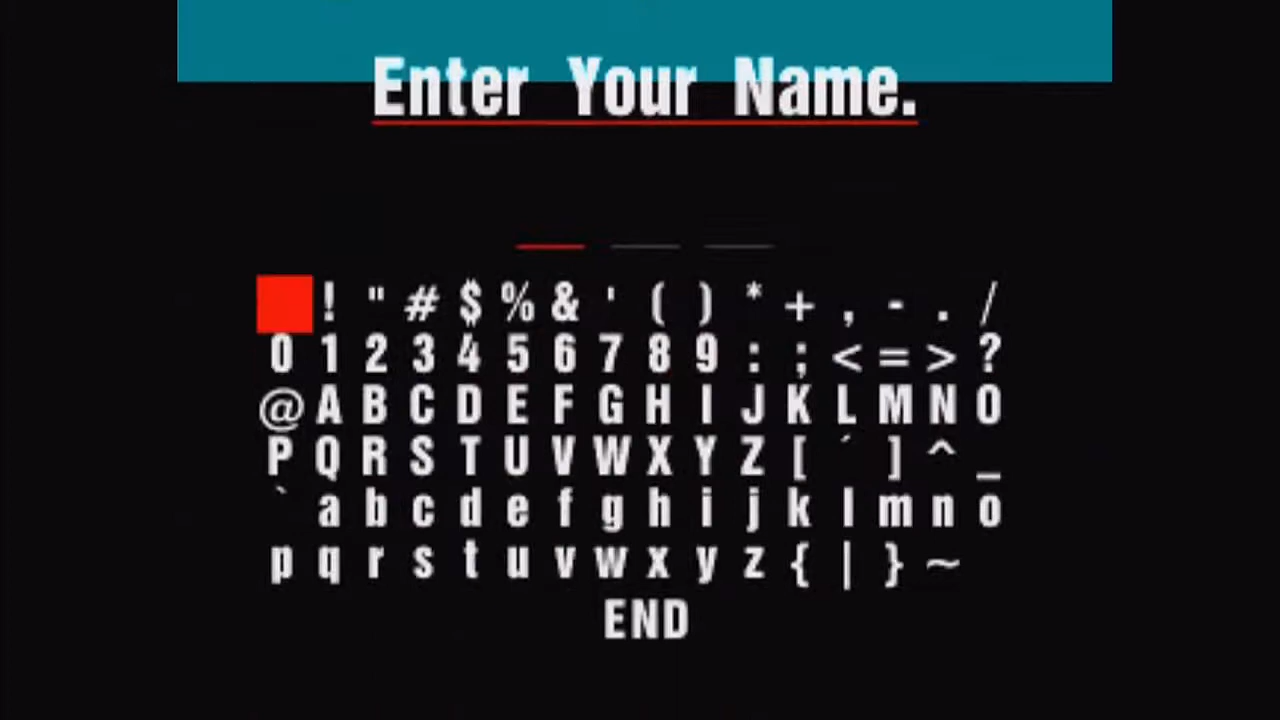 Enter Your Name.
! " # $ % & ' ( ) * + , - . /
0 1 2 3 4 5 6 7 8 9 : ; < = > ?
@ A B C D E F G H I J K L M N O
P Q R S T U V W X Y Z [ ´ ] ^ _
` a b c d e f g h i j k l m n o
p q r s t u v w x y z { | } ~
END